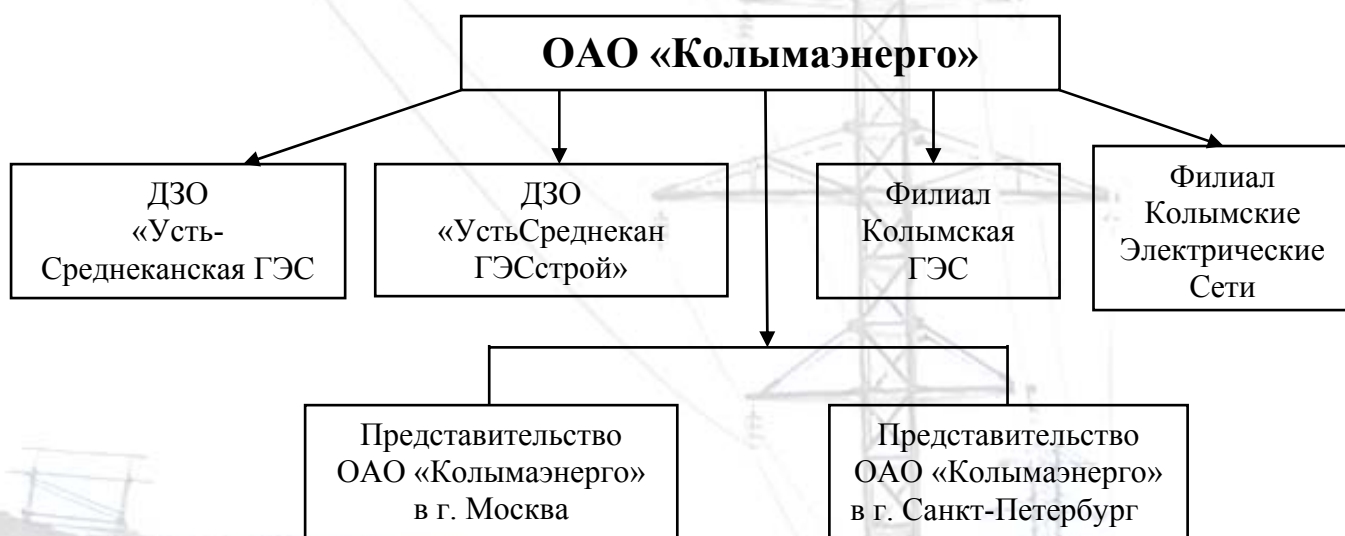 ОАО «Колымаэнерго»
ДЗО
«Усть-
Среднеканская ГЭС
ДЗО
«УстьСреднекан
ГЭСстрой»
Филиал
Колымская
ГЭС
Филиал
Колымские
Электрические
Сети
Представительство
ОАО «Колымаэнерго»
в г. Москва
Представительство
ОАО «Колымаэнерго»
в г. Санкт-Петербург